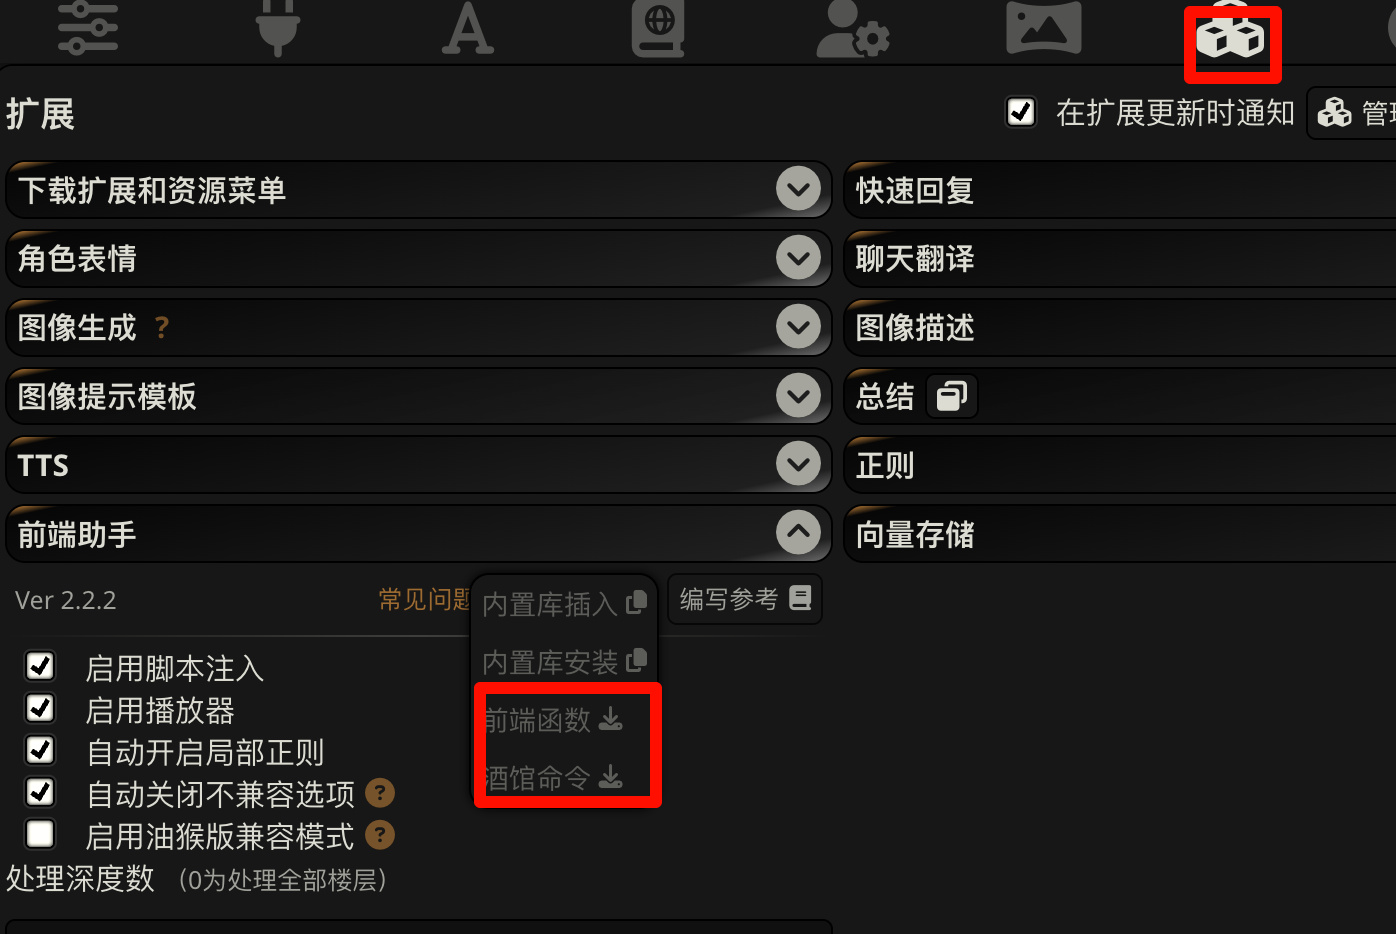 扩展
在扩展更新时通知
下载扩展和资源菜单
快速回复
角色表情
聊天翻译
图像生成 ?
图像描述
图像提示模板
总结
TTS
正则
前端助手
向量存储
Ver 2.2.2
常见问题
内置库插入
编写参考
内置库安装
前端函数
酒馆命令
启用脚本注入
启用播放器
自动开启局部正则
自动关闭不兼容选项 ?
启用油猴版兼容模式 ?
处理深度数 (0为处理全部楼层)